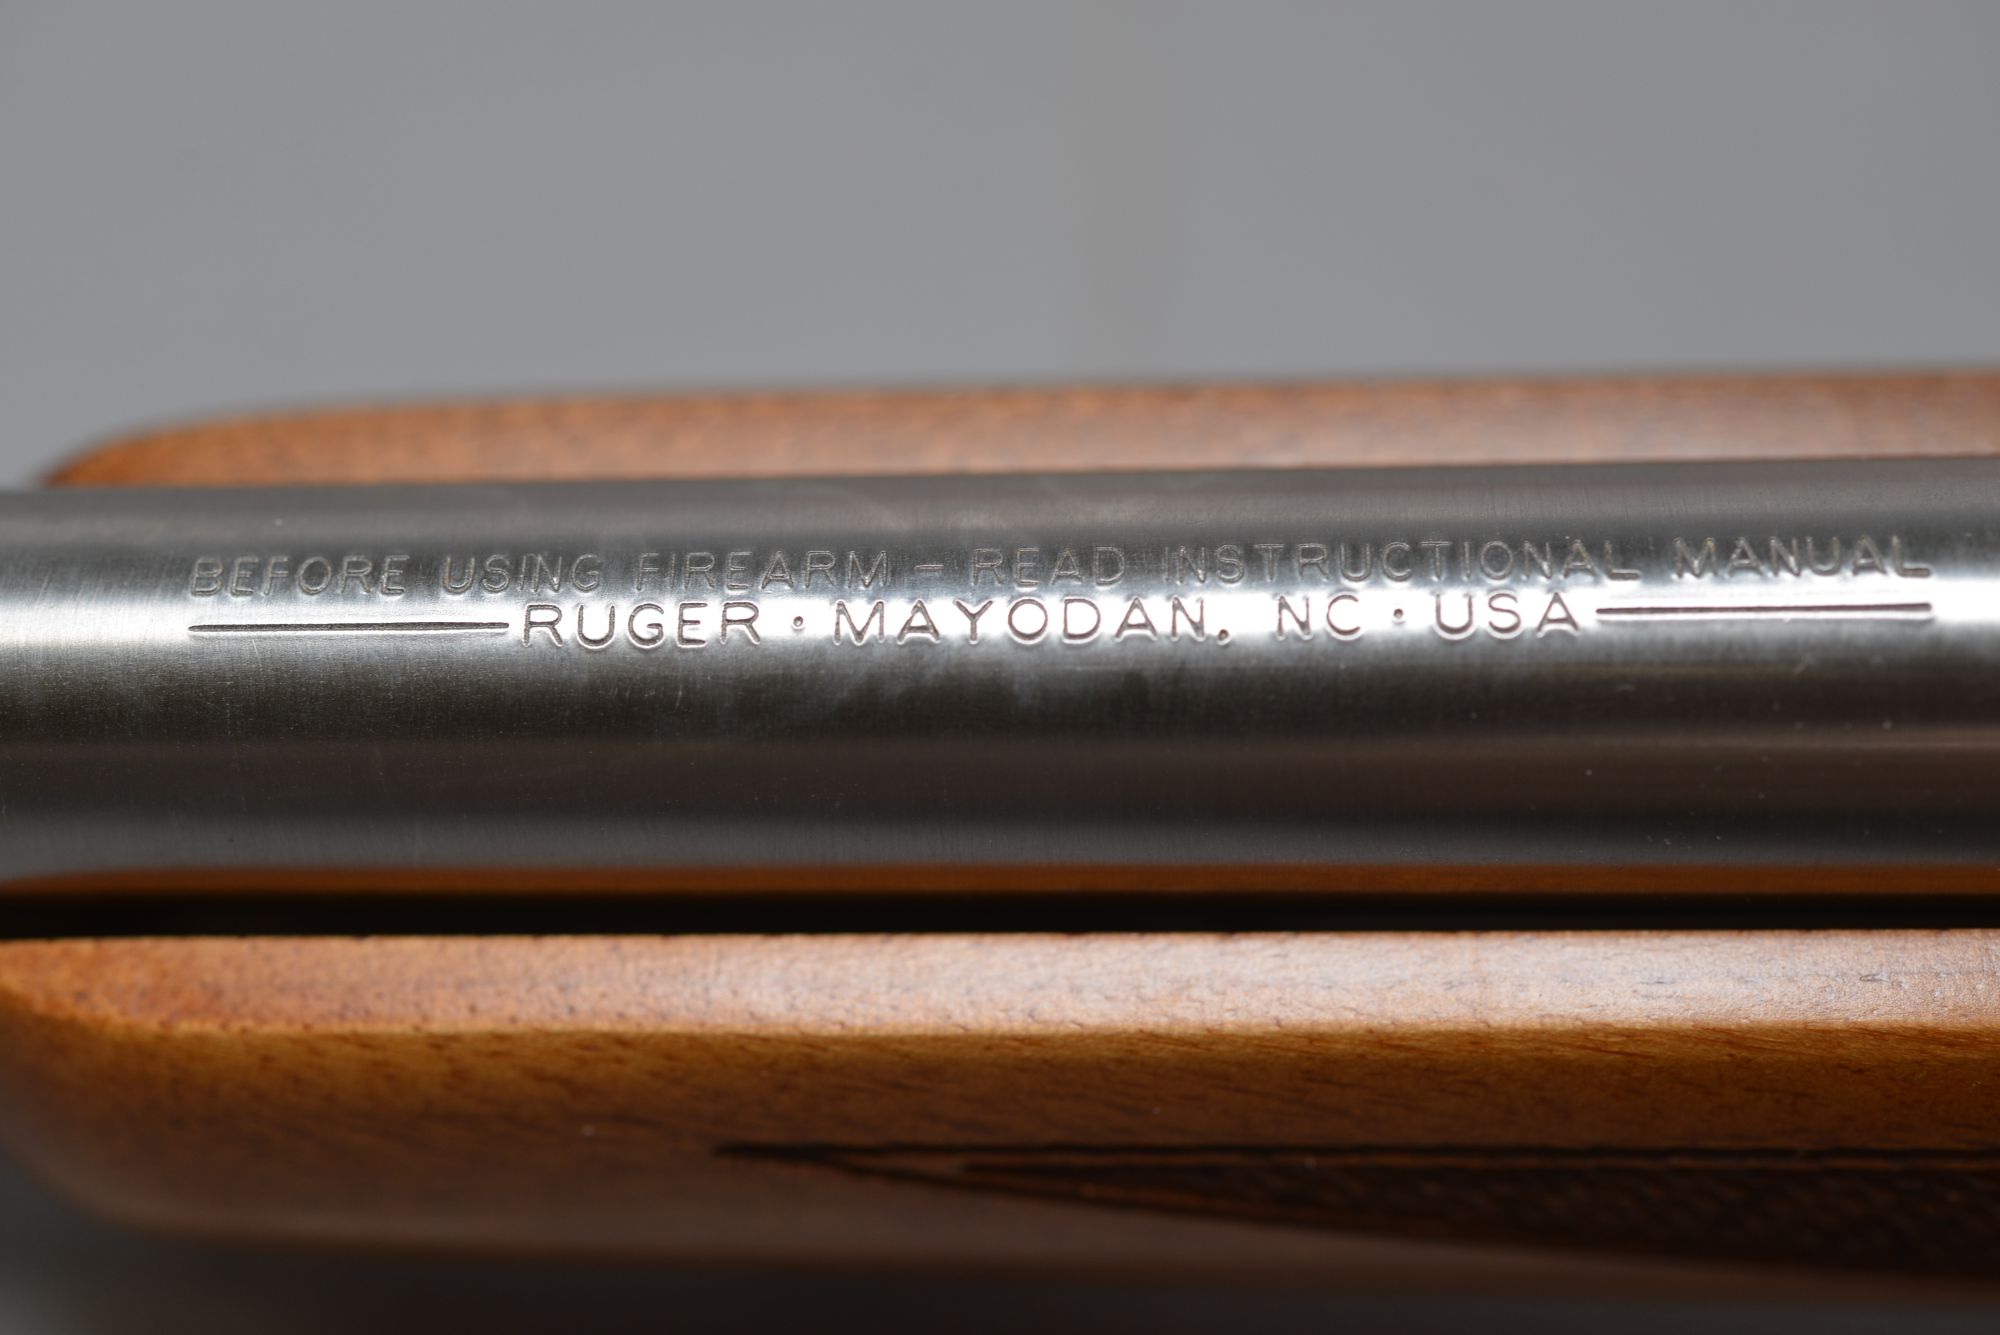 BEFORE USING FIREARM - READ INSTRUCTIONAL MANUAL
RUGER · MAYODAN, NC · USA